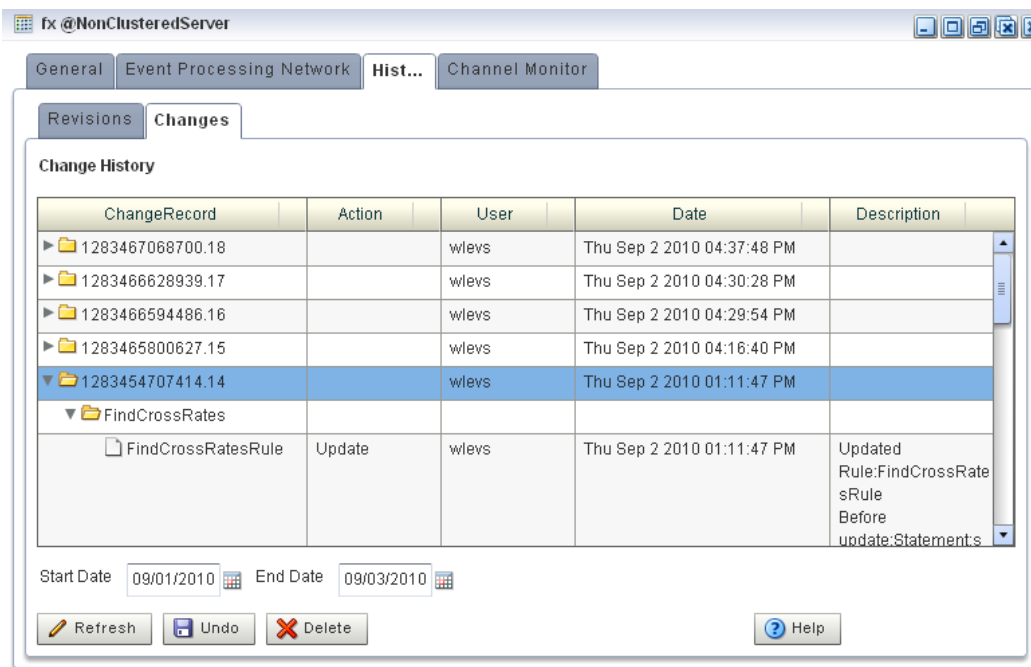 fx @NonClusteredServer
General Event Processing Network Hist... Channel Monitor
Revisions Changes
Change History
ChangeRecord Action User Date Description
1283467068700.18 wlevs Thu Sep 2 2010 04:37:48 PM
1283466628939.17 wlevs Thu Sep 2 2010 04:30:28 PM
1283466594486.16 wlevs Thu Sep 2 2010 04:29:54 PM
1283465800627.15 wlevs Thu Sep 2 2010 04:16:40 PM
1283454707414.14 wlevs Thu Sep 2 2010 01:11:47 PM
FindCrossRates
FindCrossRatesRule Update wlevs Thu Sep 2 2010 01:11:47 PM Updated
Rule:FindCrossRate
sRule
Before
update:Statement:s
Start Date 09/01/2010 End Date 09/03/2010
Refresh Undo Delete Help